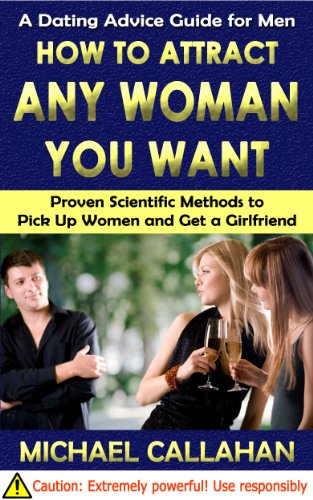 A Dating Advice Guide for Men
HOW TO ATTRACT
ANY WOMAN
YOU WANT
Proven Scientific Methods to
Pick Up Women and Get a Girlfriend
MICHAEL CALLAHAN
Caution: Extremely powerful! Use responsibly